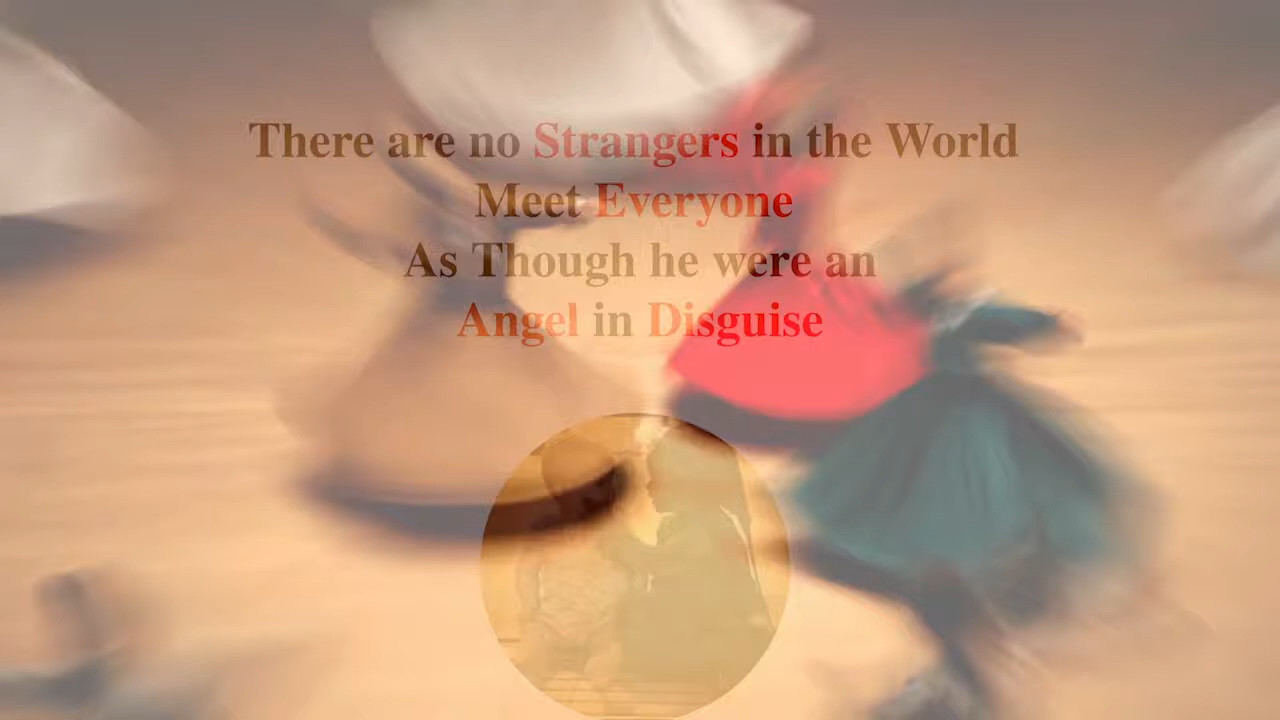 There are no Strangers in the World
Meet Everyone
As Though he were an
Angel in Disguise